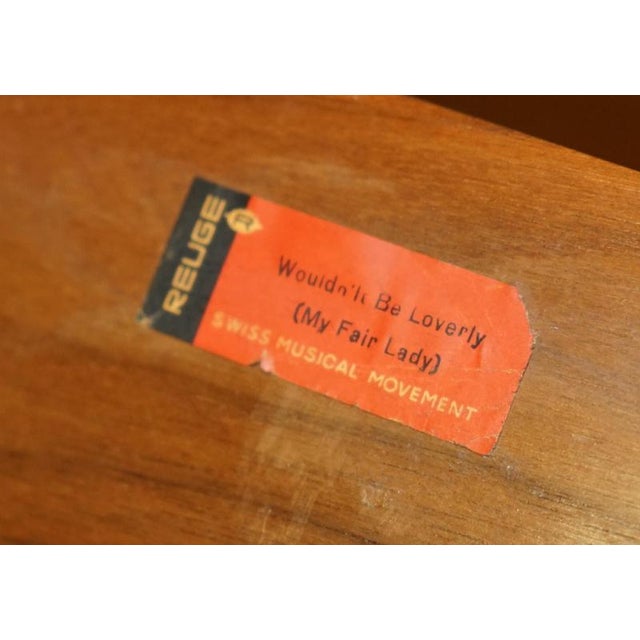 REUGE
R
Wouldn't Be Loverly
(My Fair Lady)
SWISS MUSICAL MOVEMENT